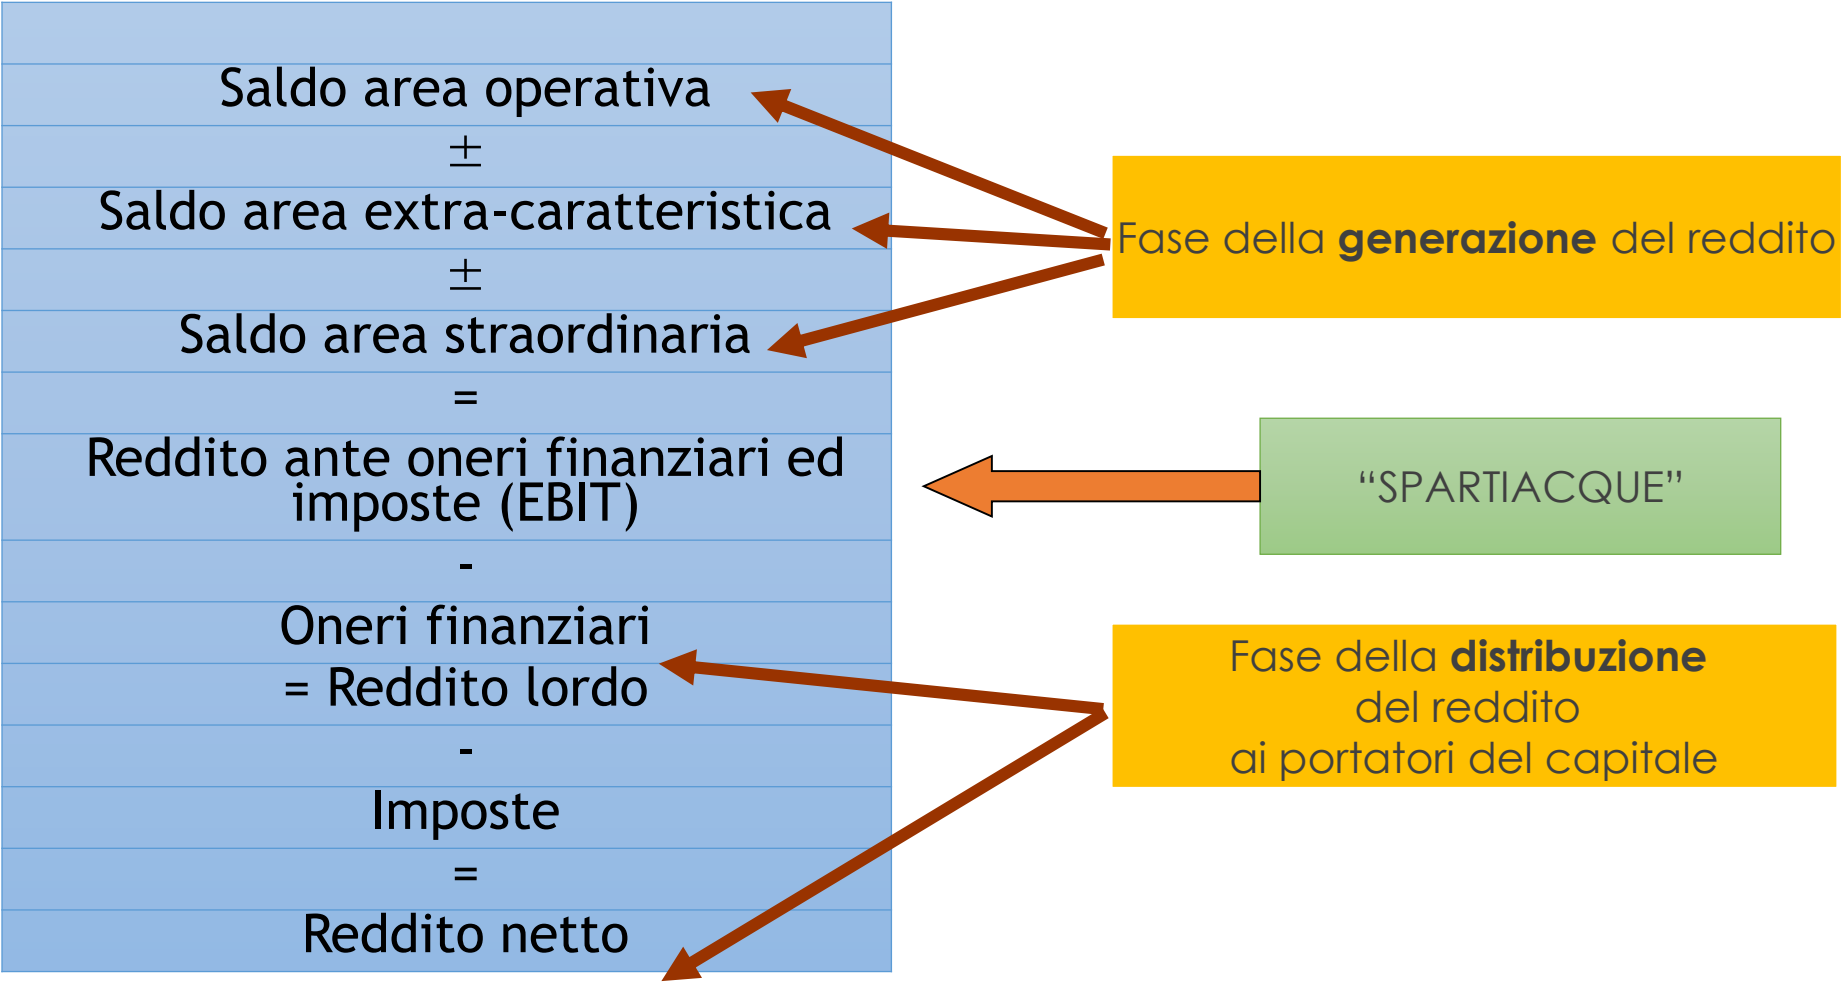 Saldo area operativa
±
Saldo area extra-caratteristica
±
Saldo area straordinaria
=
Reddito ante oneri finanziari ed
imposte (EBIT)
-
Oneri finanziari
= Reddito lordo
-
Imposte
=
Reddito netto
Fase della generazione del reddito
“SPARTIACQUE”
Fase della distribuzione
del reddito
ai portatori del capitale